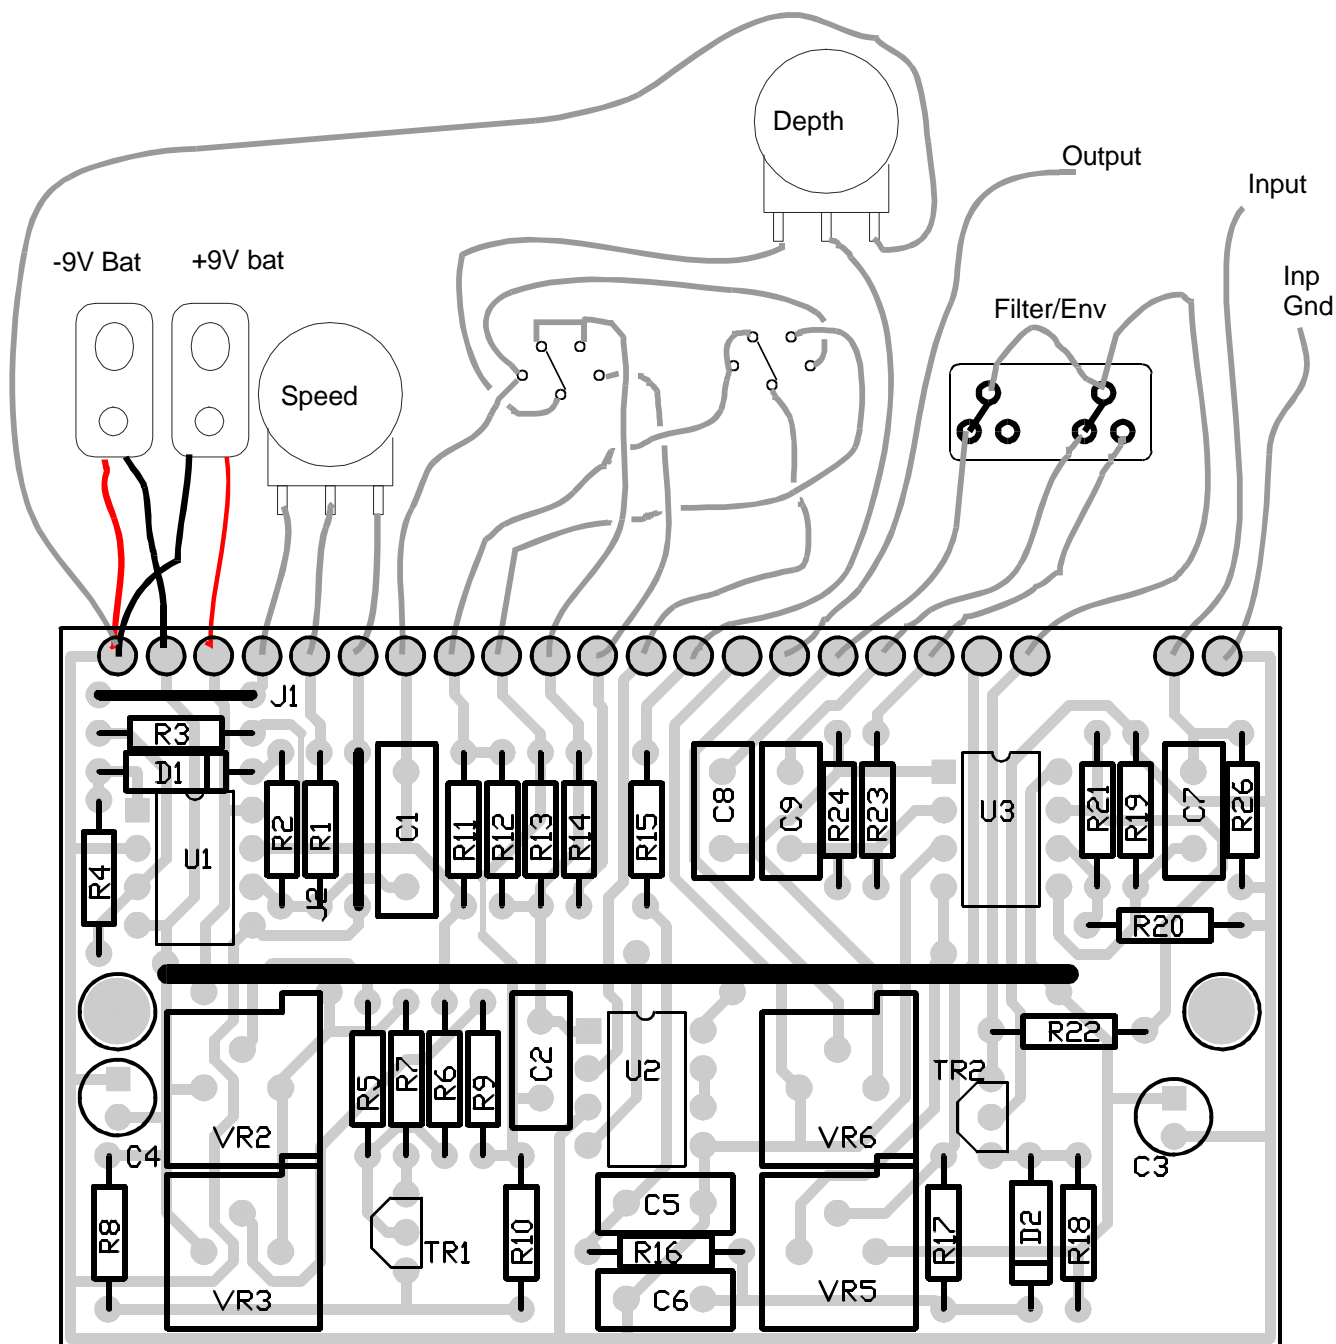 Depth
Output
Input
-9V Bat
+9V bat
Inp
Gnd
Filter/Env
Speed
J1
R3
D1
U1
R4
R2
R1
J2
C1
R11
R12
R13
R14
R15
C8
C9
R24
R23
U3
R21
R19
C7
R26
R20
R22
C4
VR2
R5
R7
R6
R9
C2
U2
VR6
TR2
C3
R8
VR3
TR1
R10
C5
R16
C6
VR5
R17
D2
R18